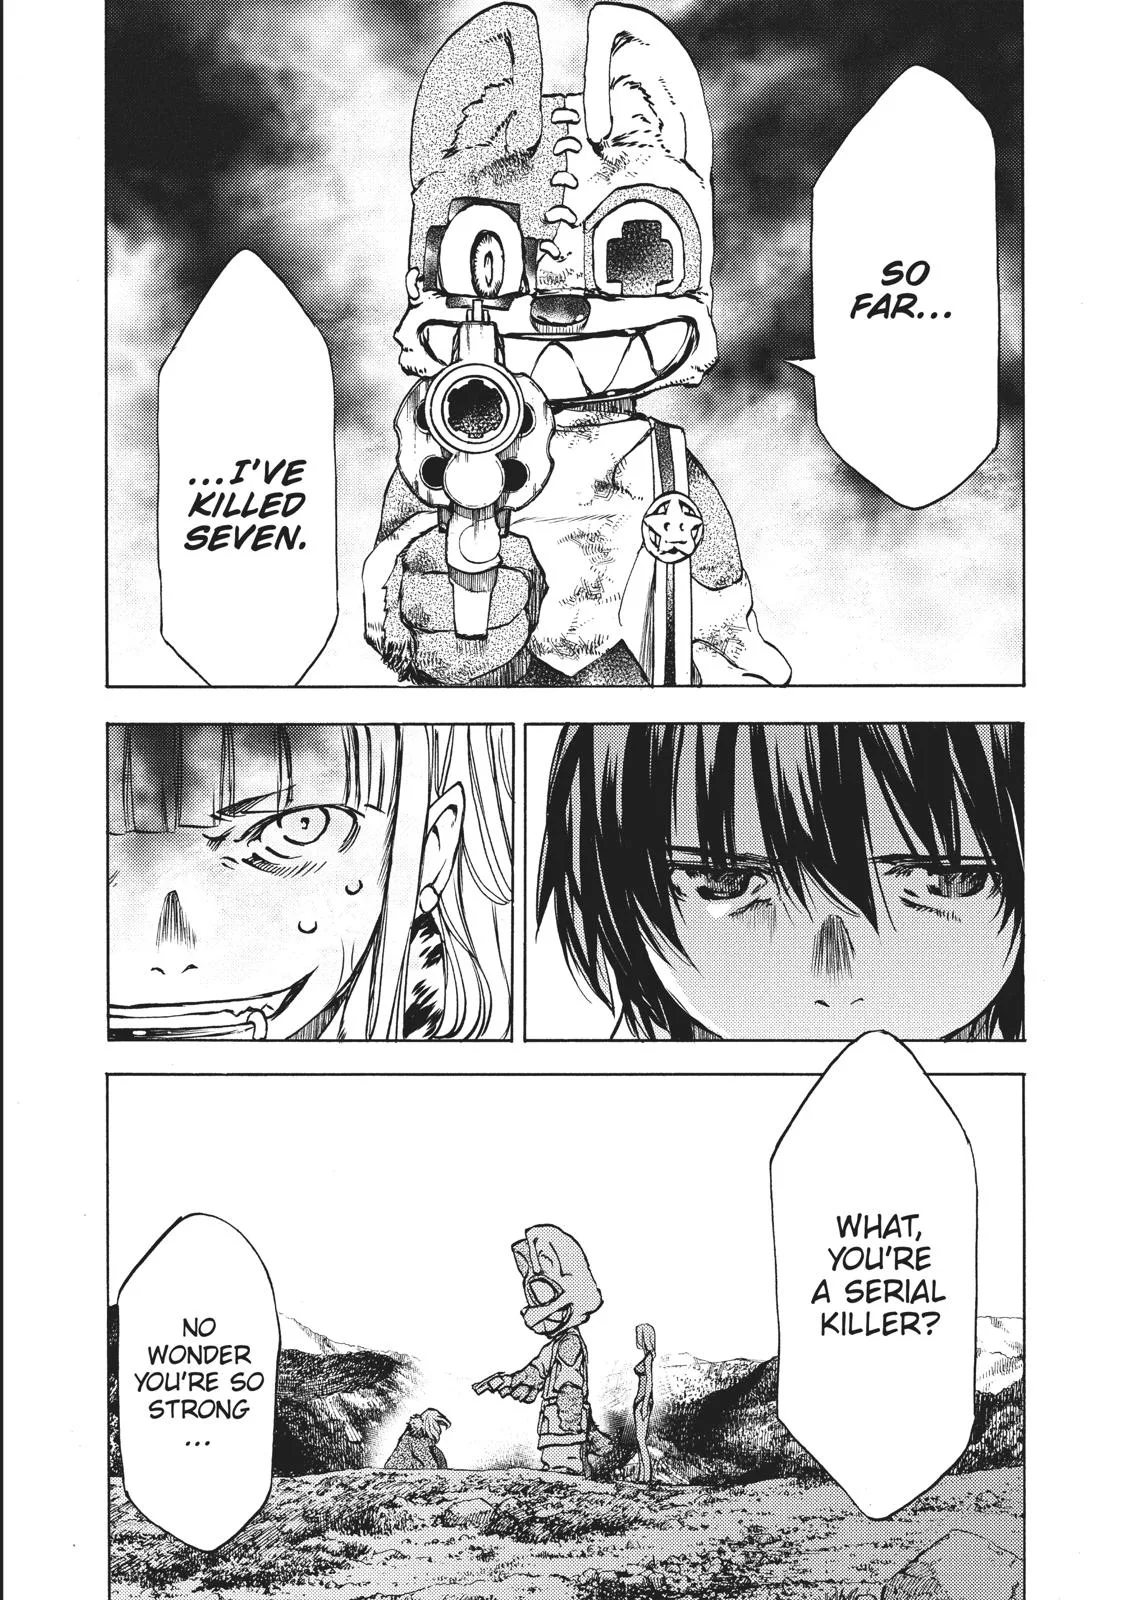 SO
FAR...
...I'VE
KILLED
SEVEN.
WHAT,
YOU'RE
A SERIAL
KILLER?
NO
WONDER
YOU'RE SO
STRONG
...